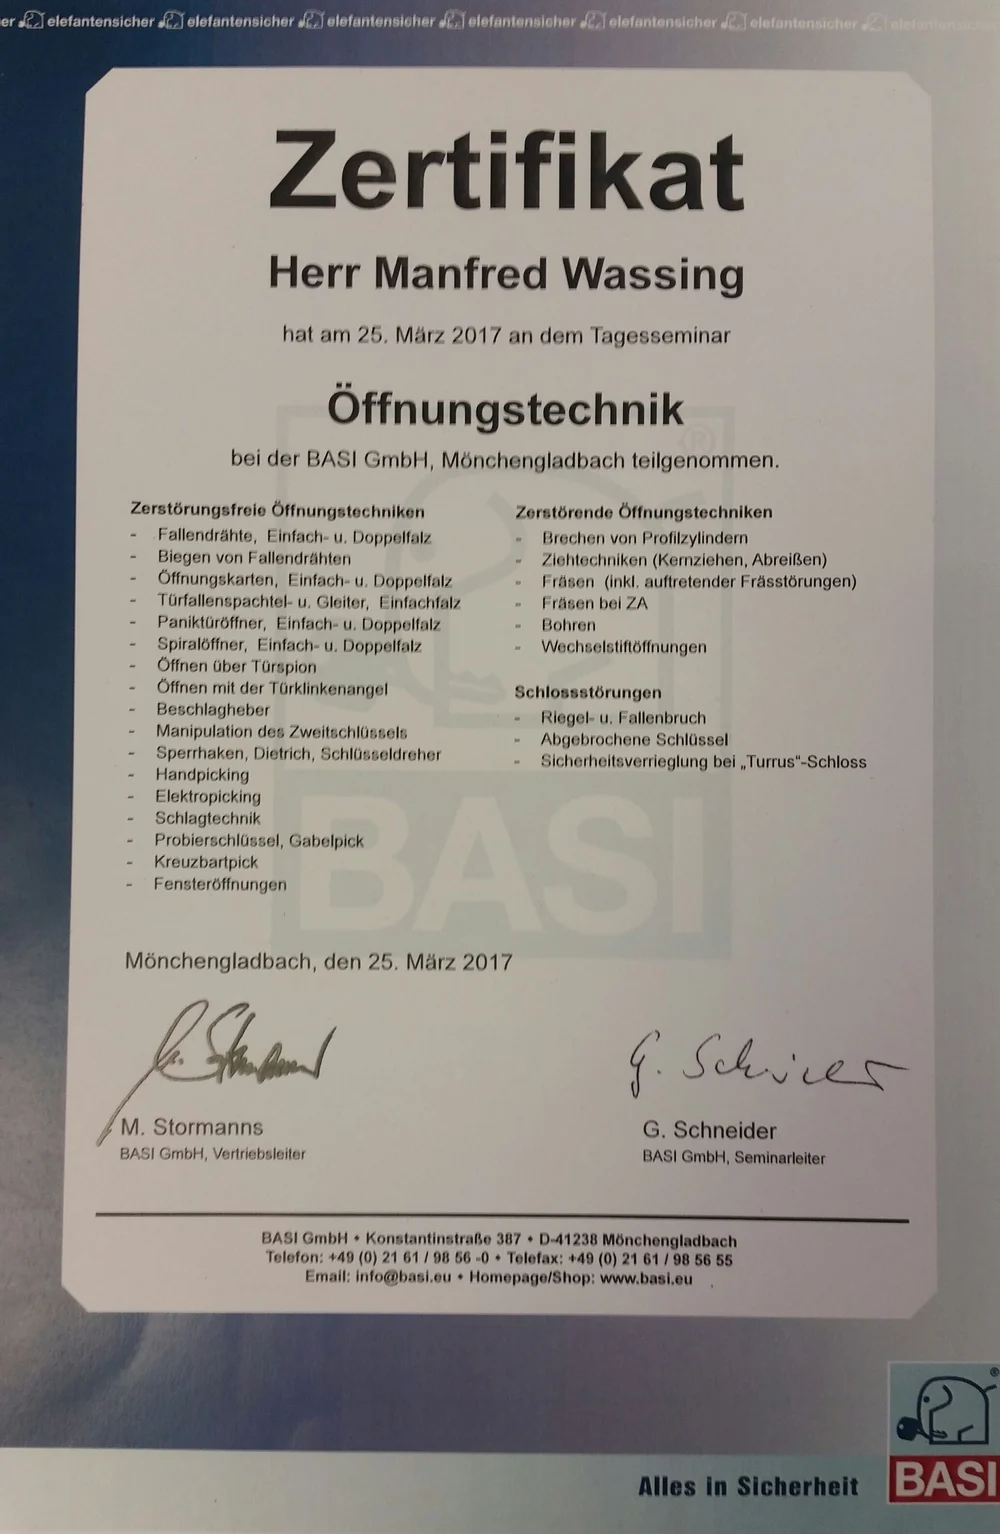 er elefantensicher elefantensicher elefantensicher elefantensicher elefantensicher elefantensicher elefantensicher
Zertifikat
Herr Manfred Wassing
hat am 25. März 2017 an dem Tagesseminar
Öffnungstechnik
bei der BASI GmbH, Mönchengladbach teilgenommen.
Zerstörungsfreie Öffnungstechniken
- Fallendrähte, Einfach- u. Doppelfalz
- Biegen von Fallendrähten
- Öffnungskarten, Einfach- u. Doppelfalz
- Türfallenspachtel- u. Gleiter, Einfachfalz
- Paniktüröffner, Einfach- u. Doppelfalz
- Spiralöffner, Einfach- u. Doppelfalz
- Öffnen über Türspion
- Öffnen mit der Türklinkenangel
- Beschlagheber
- Manipulation des Zweitschlüssels
- Sperrhaken, Dietrich, Schlüsseldreher
- Handpicking
- Elektropicking
- Schlagtechnik
- Probierschlüssel, Gabelpick
- Kreuzbartpick
- Fensteröffnungen
Zerstörende Öffnungstechniken
- Brechen von Profilzylindern
- Ziehtechniken (Kernziehen, Abreißen)
- Fräsen (inkl. auftretender Frässtörungen)
- Fräsen bei ZA
- Bohren
- Wechselstiftöffnungen
Schlossstörungen
- Riegel- u. Fallenbruch
- Abgebrochene Schlüssel
- Sicherheitsverrieglung bei „Turrus“-Schloss
BASI
®
Mönchengladbach, den 25. März 2017
M. Stormanns
BASI GmbH, Vertriebsleiter
G. Schneider
G. Schneider
BASI GmbH, Seminarleiter
BASI GmbH • Konstantinstraße 387 • D-41238 Mönchengladbach
Telefon: +49 (0) 21 61 / 98 56 -0 • Telefax: +49 (0) 21 61 / 98 56 55
Email: info@basi.eu • Homepage/Shop: www.basi.eu
Alles in Sicherheit
®
BASI